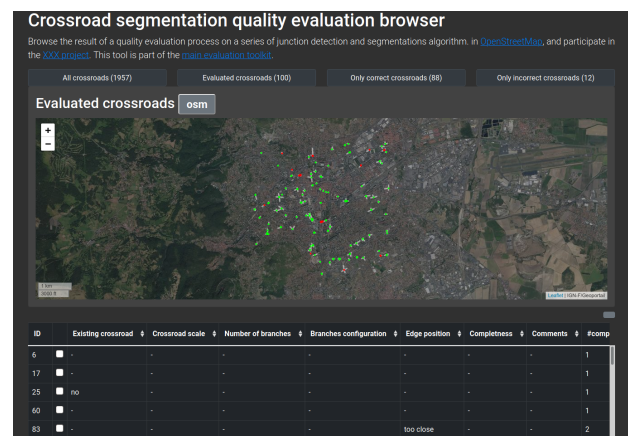 Crossroad segmentation quality evaluation browser
Browse the result of a quality evaluation process on a series of junction detection and segmentations algorithm. in OpenStreetMap, and participate in
the XXX project. This tool is part of the main evaluation toolkit.
All crossroads (1957) Evaluated crossroads (100) Only correct crossroads (88) Only incorrect crossroads (12)
Evaluated crossroads osm
+
−
1 km
3000 ft
Leaflet | IGN-F/Geoportail
ID Existing crossroad Crossroad scale Number of branches Branches configuration Edge position Completness Comments #comp
6 - - - - - - - 1
17 - - - - - - - 1
25 no - - - - - - 1
60 - - - - - - - 1
83 - - - - too close - - 2